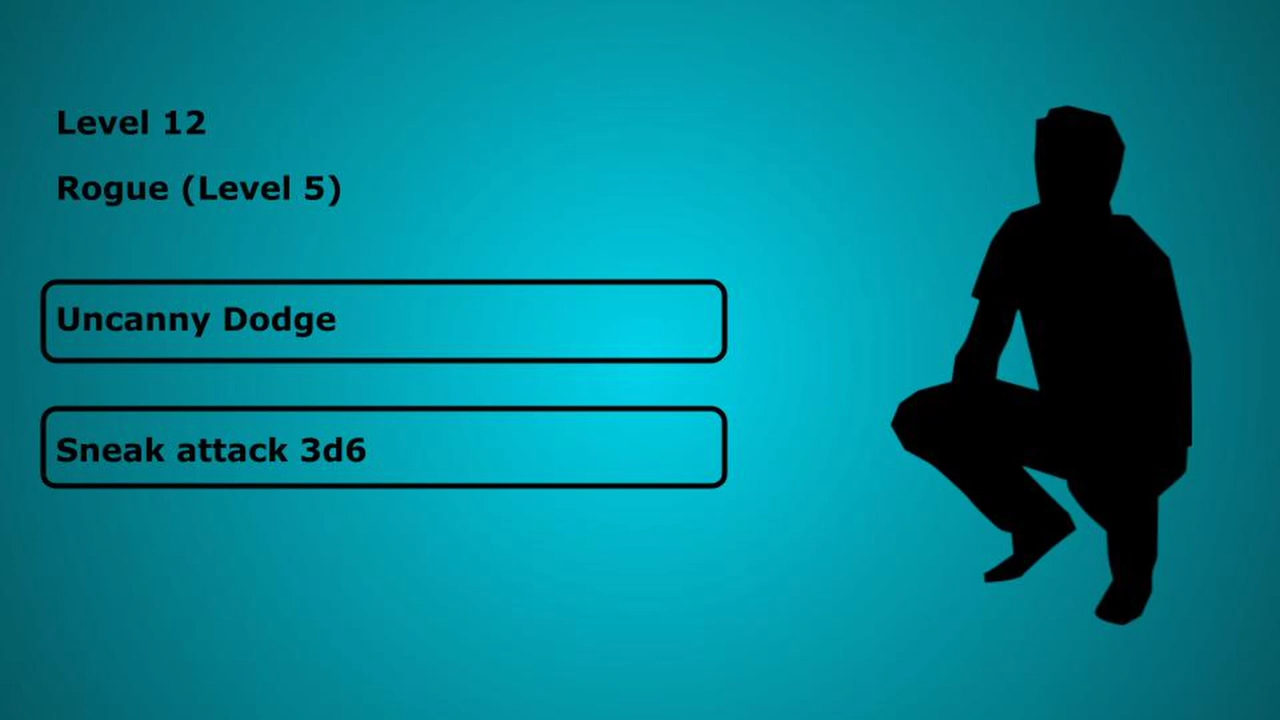 Level 12
Rogue (Level 5)
Uncanny Dodge
Sneak attack 3d6